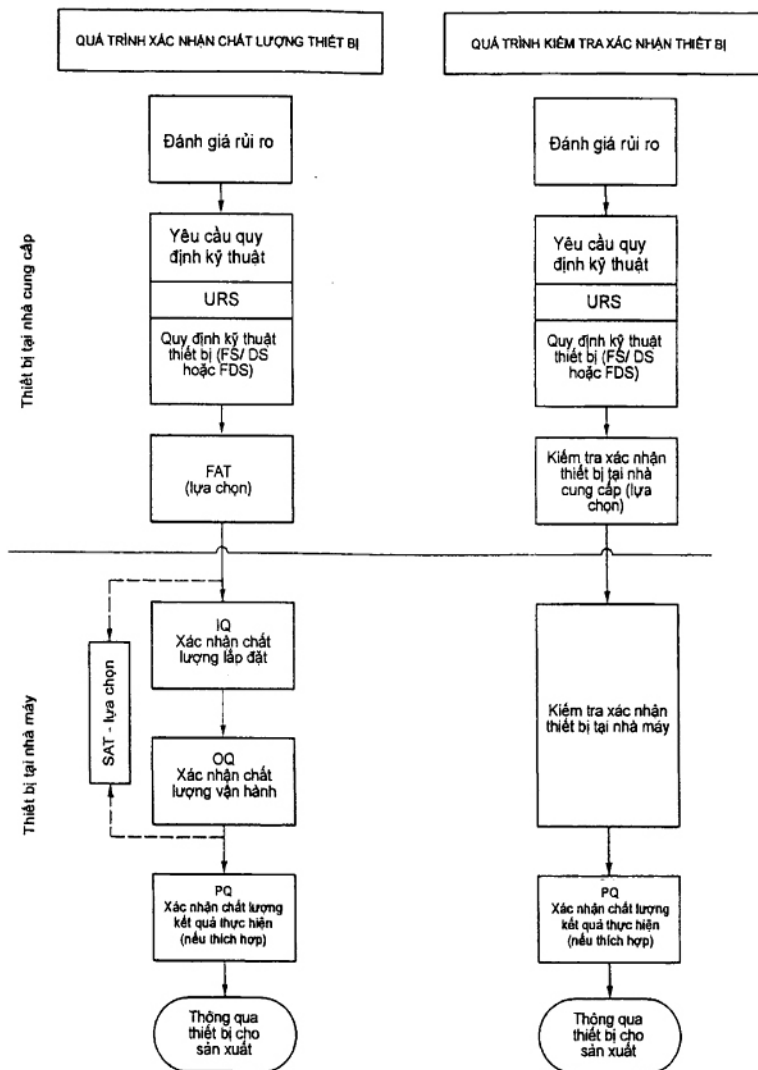 QUÁ TRÌNH XÁC NHẬN CHẤT LƯỢNG THIẾT BỊ
Đánh giá rủi ro
Yêu cầu quy
định kỹ thuật
URS
Quy định kỹ thuật
thiết bị (FS/ DS
hoặc FDS)
FAT
(lựa chọn)
IQ
Xác nhận chất
lượng lắp đặt
OQ
Xác nhận chất
lượng vận hành
SAT - lựa chọn
PQ
Xác nhận chất lượng
kết quả thực hiện
(nếu thích hợp)
Thông qua
thiết bị cho
sản xuất
QUÁ TRÌNH KIỂM TRA XÁC NHẬN THIẾT BỊ
Đánh giá rủi ro
Yêu cầu quy
định kỹ thuật
URS
Quy định kỹ thuật
thiết bị (FS/ DS
hoặc FDS)
Kiểm tra xác nhận
thiết bị tại nhà
cung cấp (lựa
chọn)
Kiểm tra xác nhận
thiết bị tại nhà máy
PQ
Xác nhận chất lượng
kết quả thực hiện
(nếu thích hợp)
Thông qua
thiết bị cho
sản xuất
Thiết bị tại nhà cung cấp
Thiết bị tại nhà máy